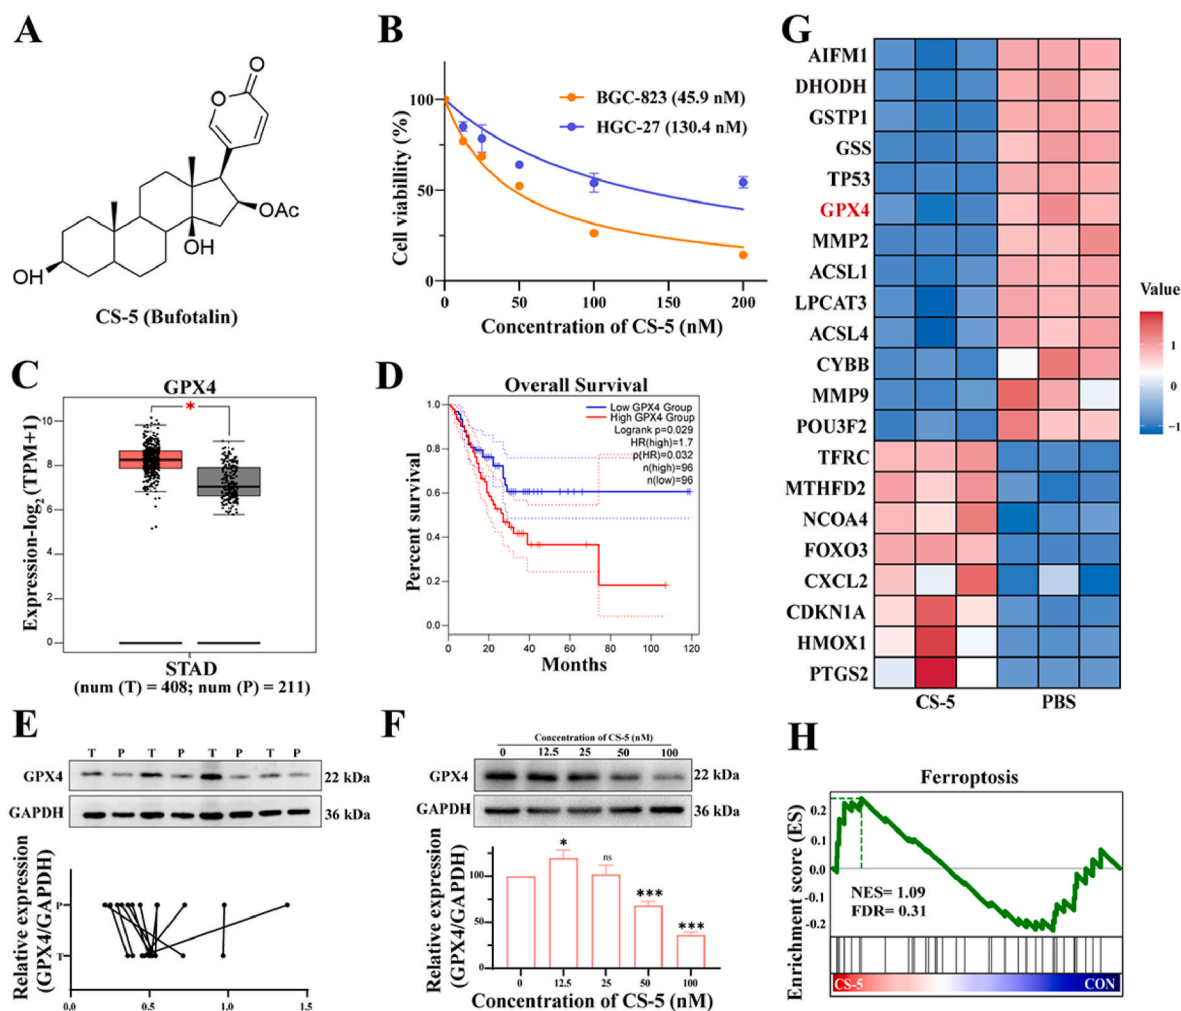 A
O
O
OAc
OH
OH
CS-5 (Bufotalin)
B
Cell viabillity (%)
100
50
0
BGC-823 (45.9 nM)
HGC-27 (130.4 nM)
0 50 100 150 200
Concentration of CS-5 (nM)
C
GPX4
*
Expression-log2 (TPM+1)
10
8
6
4
2
0
STAD
(num (T) = 408; num (P) = 211)
D
Overall Survival
Low GPX4 Group
High GPX4 Group
Logrank p=0.029
HR(high)=1.7
p(HR)=0.032
n(high)=96
n(low)=96
Percent survival
1.0
0.8
0.6
0.4
0.2
0.0
0 20 40 60 80 100 120
Months
E
T P T P T P T P
GPX4 22 kDa
GAPDH 36 kDa
Relative expression
(GPX4/GAPDH)
P
T
0.0 0.5 1.0 1.5
F
Concentration of CS-5 (nM)
0 12.5 25 50 100
GPX4 22 kDa
GAPDH 36 kDa
Relative expression
(GPX4/GAPDH)
100
50
0
* ns *** ***
0 12.5 25 50 100
Concentration of CS-5 (nM)
G
AIFM1
DHODH
GSTP1
GSS
TP53
GPX4
MMP2
ACSL1
LPCAT3
ACSL4
CYBB
MMP9
POU3F2
TFRC
MTHFD2
NCOA4
FOXO3
CXCL2
CDKN1A
HMOX1
PTGS2
CS-5 PBS
Value
1
0
-1
H
Ferroptosis
Enrichment score (ES)
0.2
0.1
0.0
-0.1
-0.2
NES= 1.09
FDR= 0.31
CS-5 CON